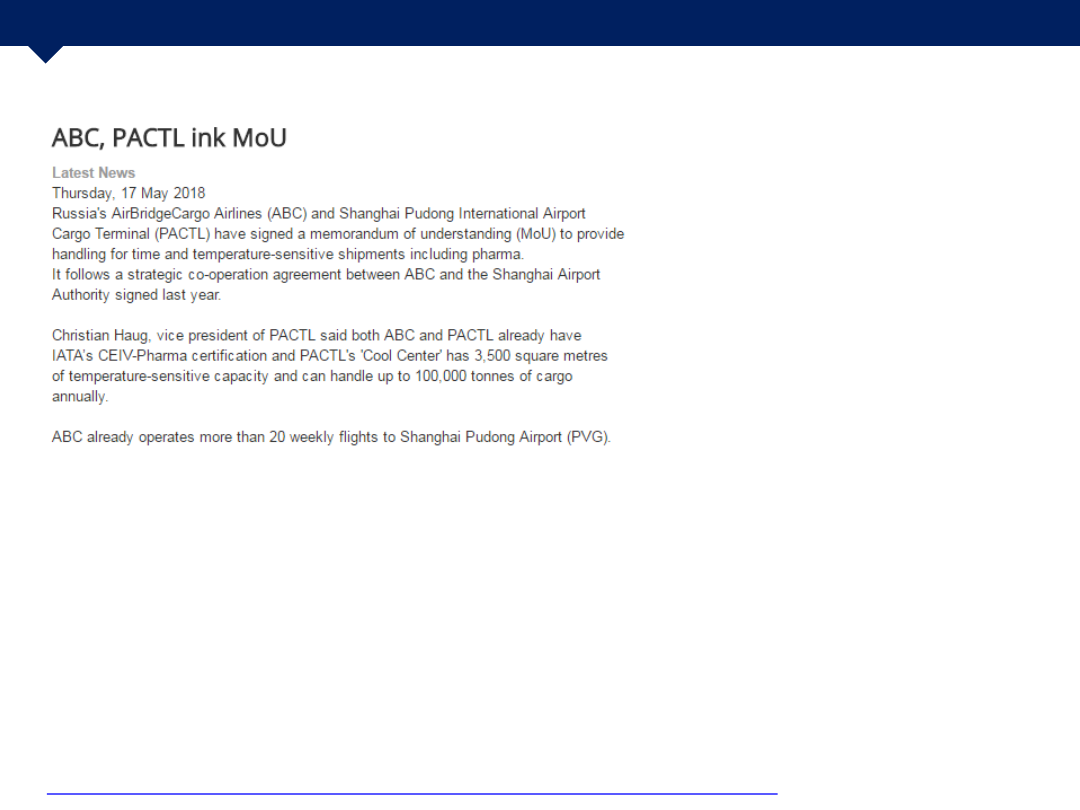 ABC, PACTL ink MoU
Latest News
Thursday, 17 May 2018
Russia's AirBridgeCargo Airlines (ABC) and Shanghai Pudong International Airport
Cargo Terminal (PACTL) have signed a memorandum of understanding (MoU) to provide
handling for time and temperature-sensitive shipments including pharma.
It follows a strategic co-operation agreement between ABC and the Shanghai Airport
Authority signed last year.
Christian Haug, vice president of PACTL said both ABC and PACTL already have
IATA's CEIV-Pharma certification and PACTL's 'Cool Center' has 3,500 square metres
of temperature-sensitive capacity and can handle up to 100,000 tonnes of cargo
annually.
ABC already operates more than 20 weekly flights to Shanghai Pudong Airport (PVG).